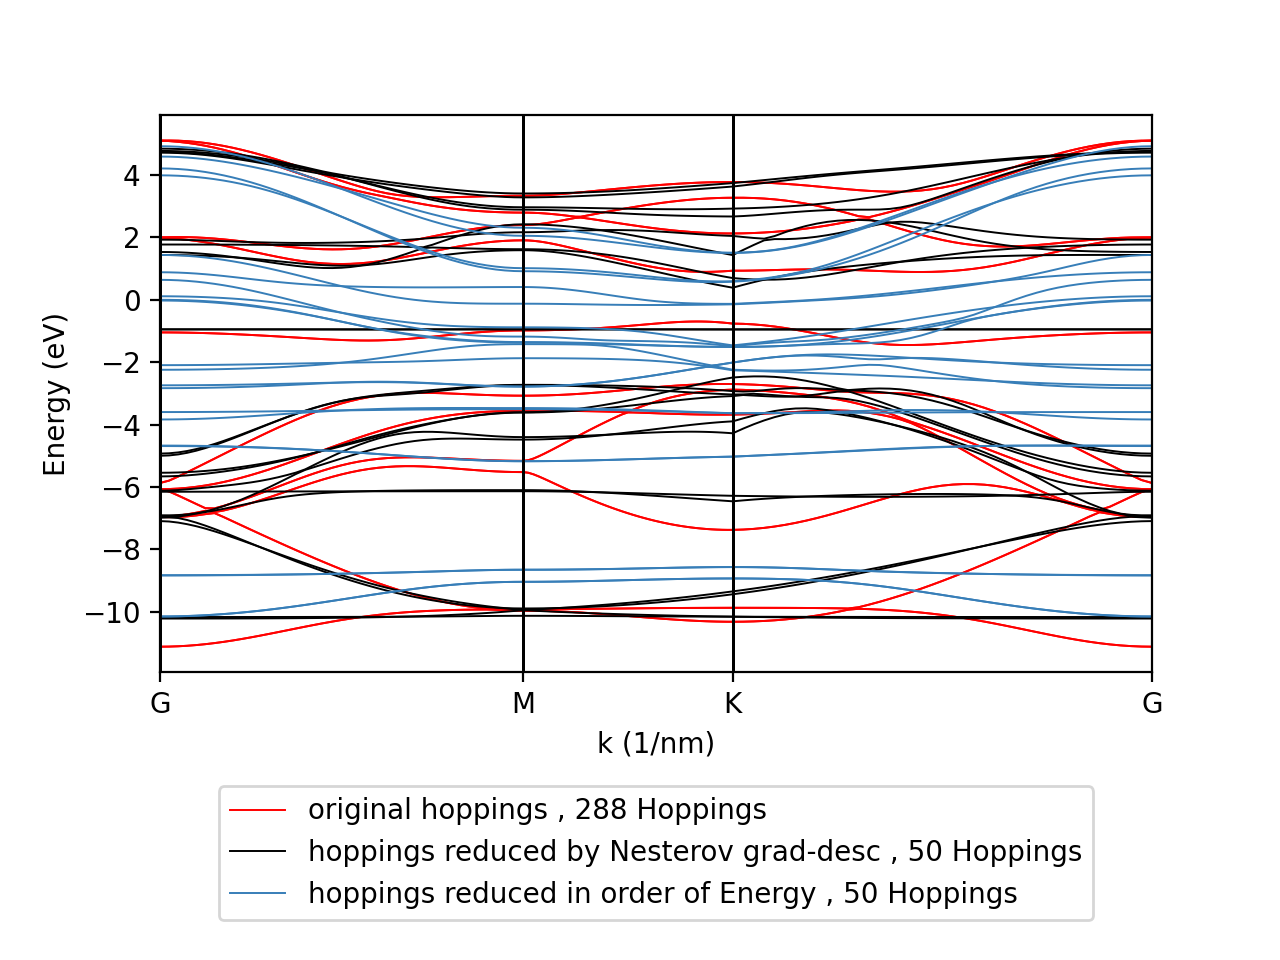 4
2
0
−2
−4
−6
−8
−10
Energy (eV)
G M K G
k (1/nm)
original hoppings , 288 Hoppings
hoppings reduced by Nesterov grad-desc , 50 Hoppings
hoppings reduced in order of Energy , 50 Hoppings